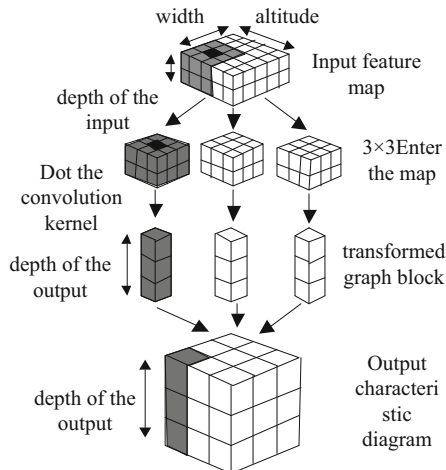 width
altitude
Input feature
map
depth of the
input
3×3Enter
the map
Dot the
convolution
kernel
depth of the
output
transformed
graph block
depth of the
output
Output
characteri
stic
diagram